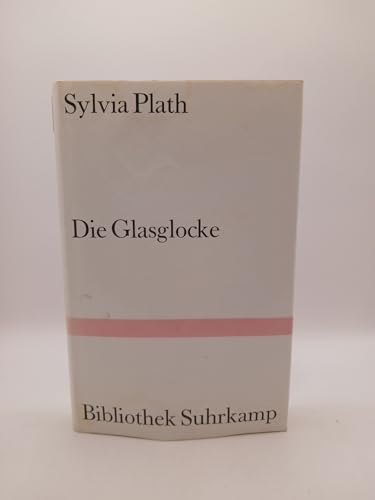 Sylvia Plath
Die Glasglocke
Bibliothek Suhrkamp